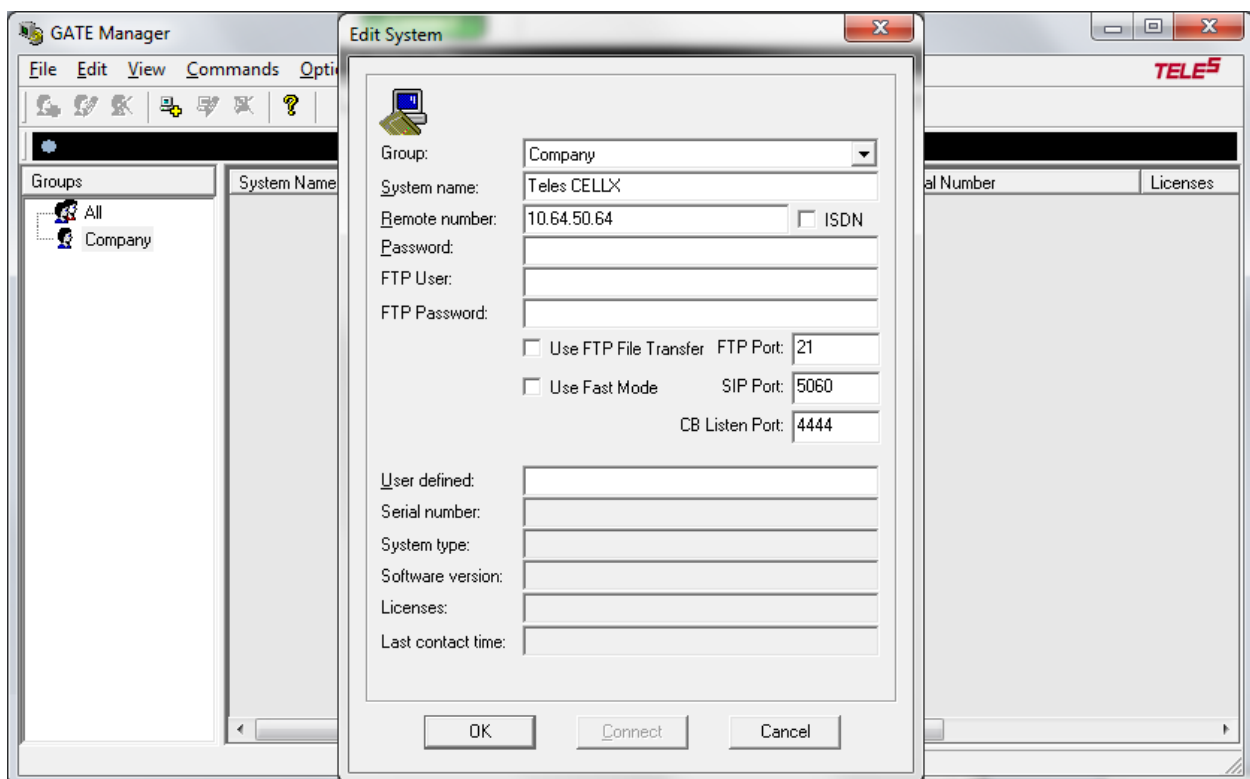 GATE Manager
Edit System
File Edit View Commands Opti
TELES
Groups
System Name
al Number
Licenses
All
Company
Group: Company
System name: Teles CELLX
Remote number: 10.64.50.64 ISDN
Password:
FTP User:
FTP Password:
Use FTP File Transfer FTP Port: 21
Use Fast Mode SIP Port: 5060
CB Listen Port: 4444
User defined:
Serial number:
System type:
Software version:
Licenses:
Last contact time:
OK Connect Cancel